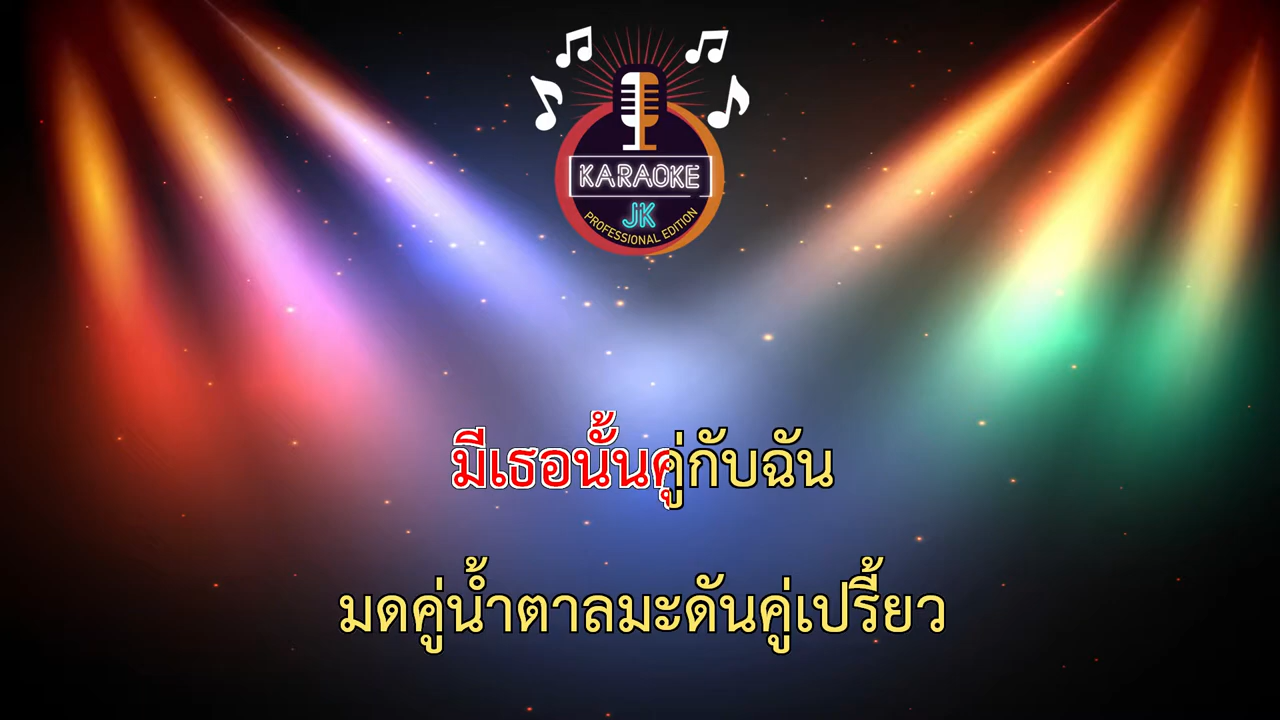 KARAOKE
JK
PROFESSIONAL EDITION
มีเธอนั้นคู่กับฉัน
มดคู่น้ำตาลมะดันคู่เปรี้ยว